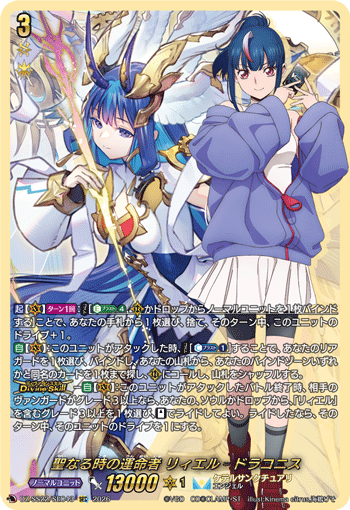 3
起【V】ターン1回:【CB4】,
かドロップからノーマルユニットを1枚バインド
する ことで、あなたの手札から1枚選び、捨て、そのターン中、このユニットの
ドライブ+1。
自【V】:このユニットがアタックした時、することで、あなたのリア
ガードを1枚選び、バインドし、あなたの山札から、あなたのバインドゾーンいずれ
かと同名のカードを1枚まで探し、Rにコールし、山札をシャッフルする。
Divine Skill-自【V】:このユニットがアタックしたバトル終了時、相手の
ヴァンガードがグレード3以上なら、あなたの、ソウルかドロップから、「リィエル」
を含むグレード3以上を1枚選び、ライドしてよい。ライドしたなら、そのターン中、そのユニットのドライブを1にする。
聖なる時の運命者 リィエル=ドラコニス
ノーマルユニット
13000
1
ケテルサンクチュアリ
エンジェル
2026
illust Kinema citrus